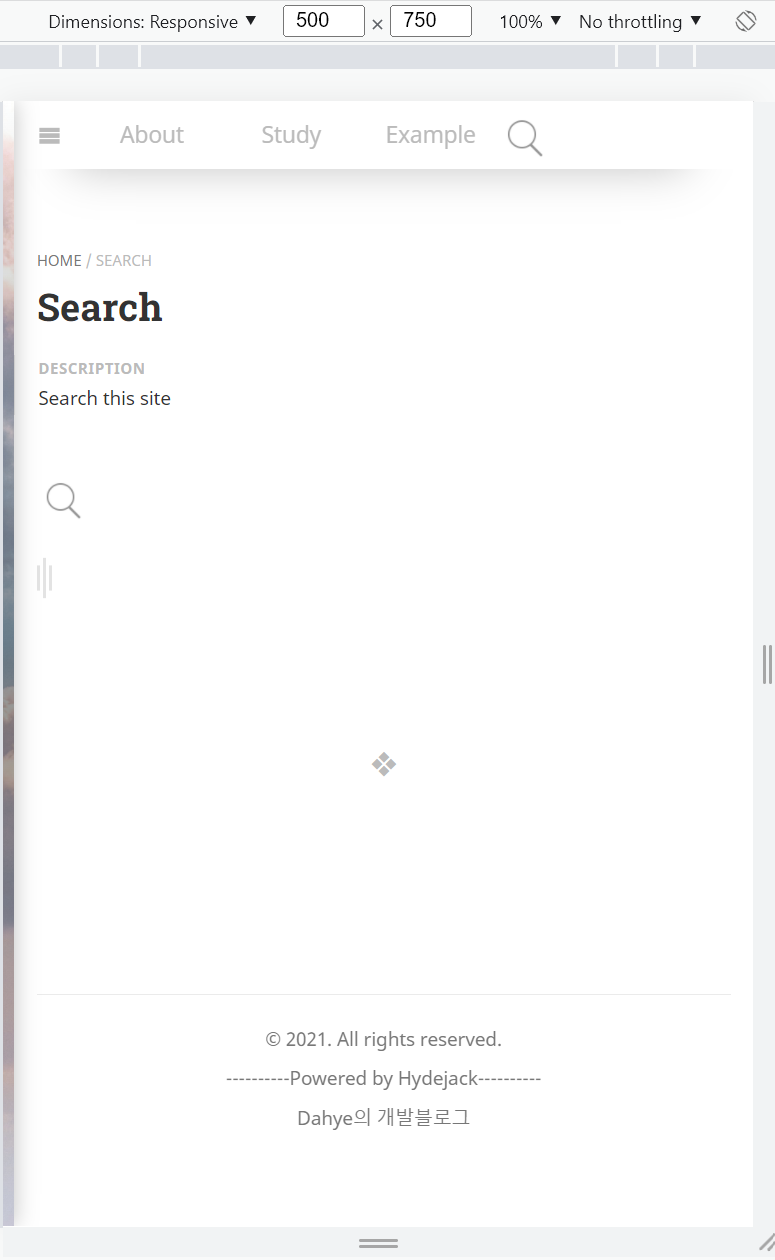 Dimensions: Responsive ▼ 500 × 750 100% ▼ No throttling ▼
About Study Example
HOME / SEARCH
Search
DESCRIPTION
Search this site
© 2021. All rights reserved.
----------Powered by Hydejack----------
Dahye의 개발블로그